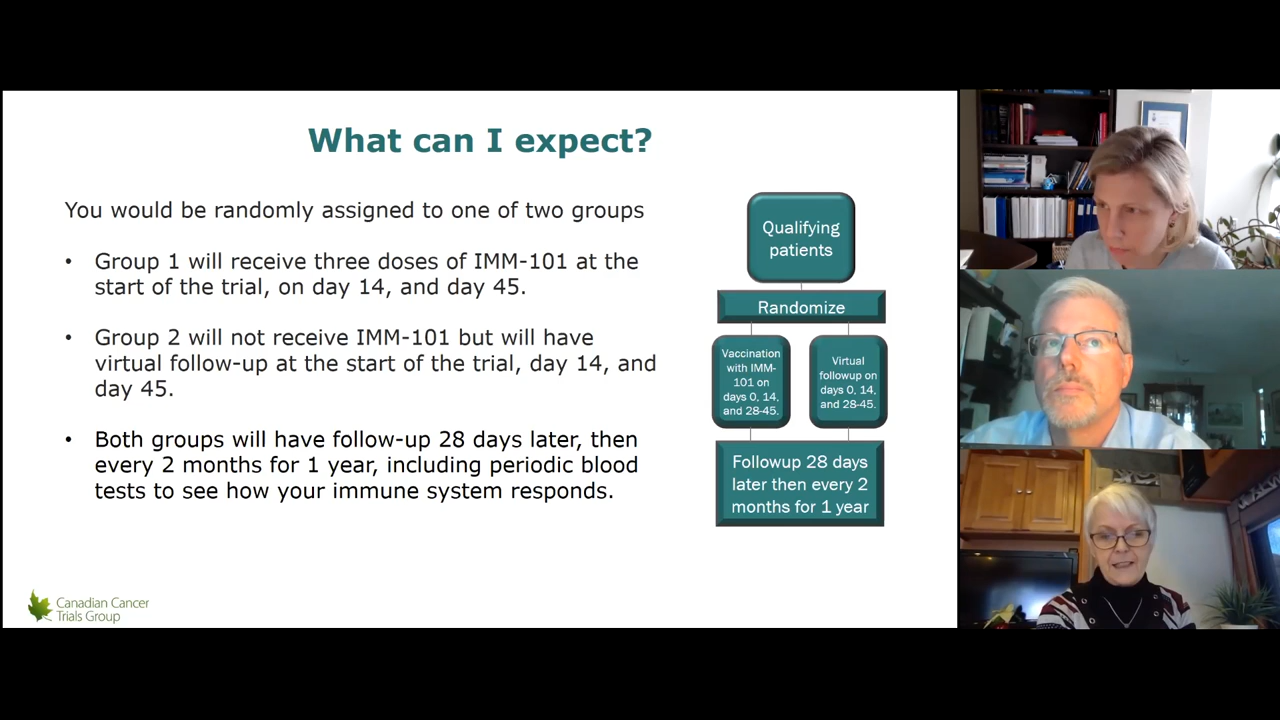 What can I expect?
You would be randomly assigned to one of two groups
• Group 1 will receive three doses of IMM-101 at the
start of the trial, on day 14, and day 45.
• Group 2 will not receive IMM-101 but will have
virtual follow-up at the start of the trial, day 14, and
day 45.
• Both groups will have follow-up 28 days later, then
every 2 months for 1 year, including periodic blood
tests to see how your immune system responds.
Qualifying
patients
Randomize
Vaccination
with IMM-
101 on
days 0, 14,
and 28-45.
Virtual
followup on
days 0, 14,
and 28-45.
Followup 28 days
later then every 2
months for 1 year
Canadian Cancer
Trials Group